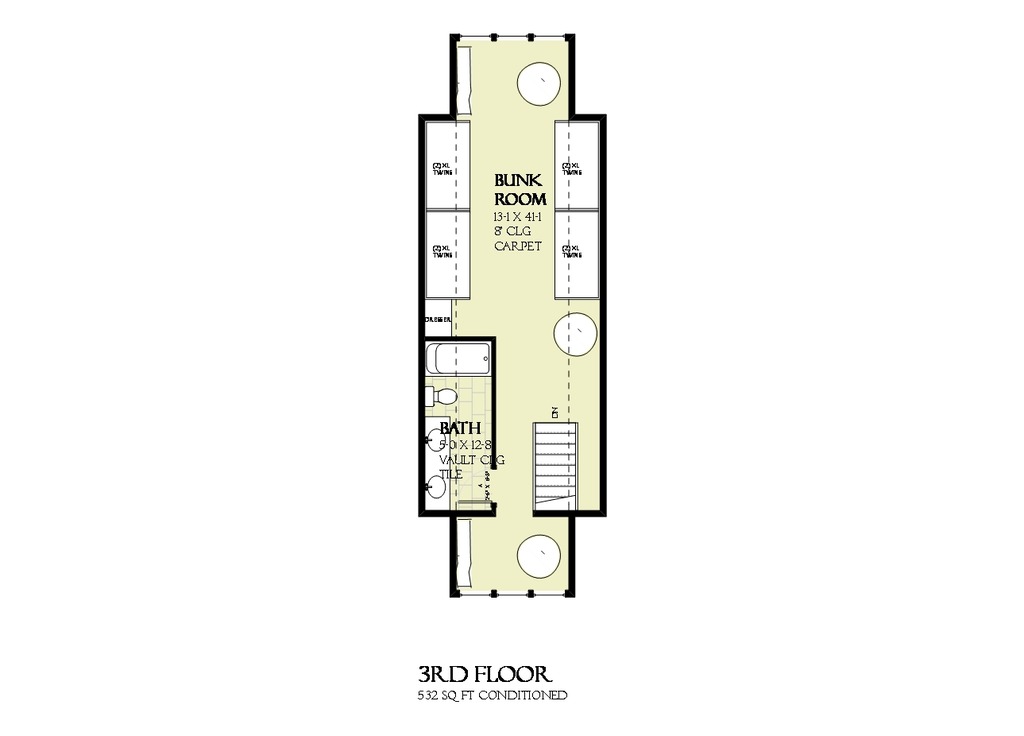 (2) XL
TWINS
(2) XL
TWINS
BUNK
ROOM
13-1 X 41-1
8' CLG
CARPET
(2) XL
TWINS
(2) XL
TWINS
DRESSER
DN
BATH
5-0 X 12-8
VAULT CLG
TILE
3RD FLOOR
532 SQ FT CONDITIONED